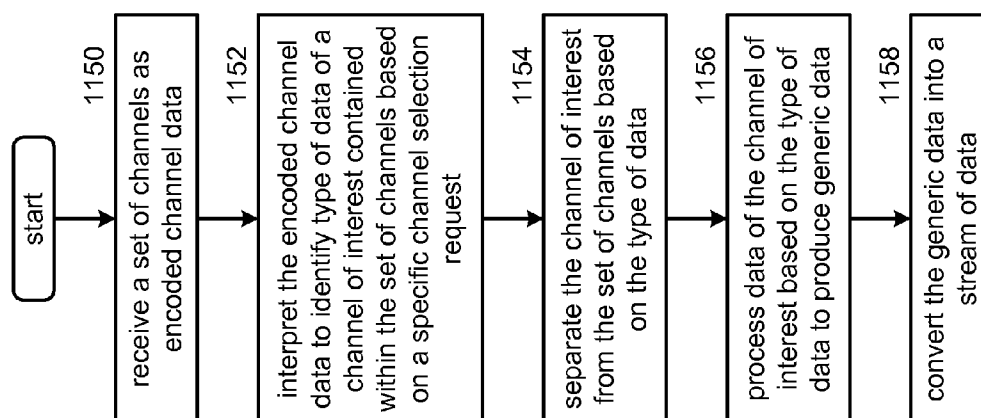 start
1150
receive a set of channels as
encoded channel data
1152
interpret the encoded channel
data to identify type of data of a
channel of interest contained
within the set of channels based
on a specific channel selection
request
1154
separate the channel of interest
from the set of channels based
on the type of data
1156
process data of the channel of
interest based on the type of
data to produce generic data
1158
convert the generic data into a
stream of data